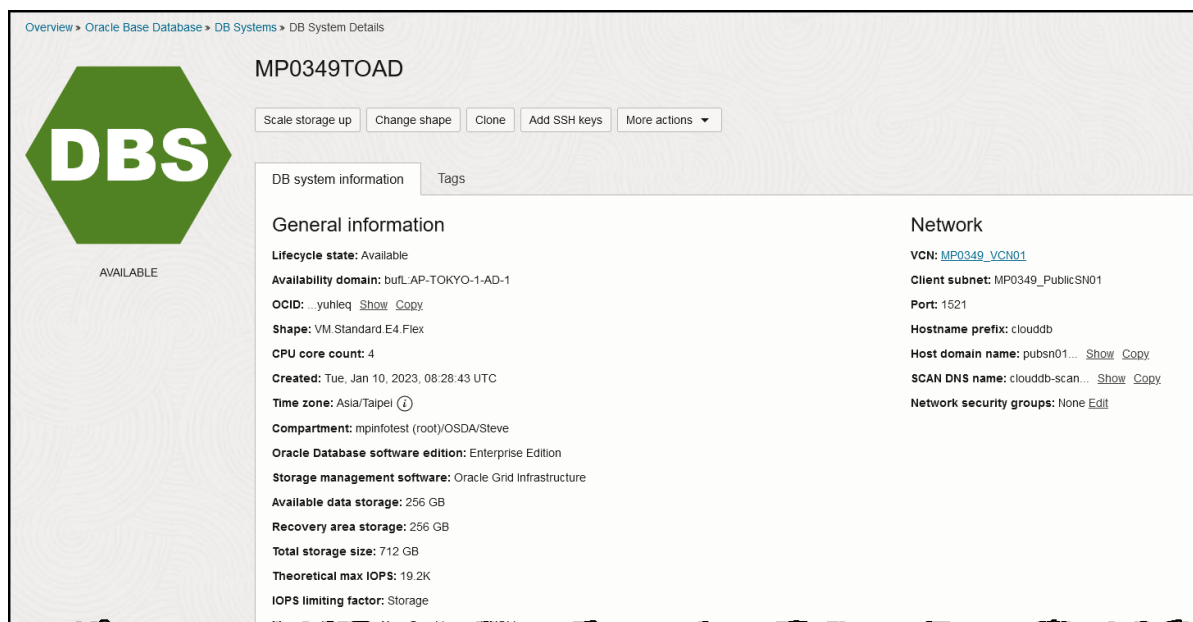 Overview » Oracle Base Database » DB Systems » DB System Details
DBS
AVAILABLE
MP0349TOAD
Scale storage up Change shape Clone Add SSH keys More actions
DB system information Tags
General information
Lifecycle state: Available
Availability domain: bufL:AP-TOKYO-1-AD-1
OCID: ...yuhleq Show Copy
Shape: VM.Standard.E4.Flex
CPU core count: 4
Created: Tue, Jan 10, 2023, 08:28:43 UTC
Time zone: Asia/Taipei
Compartment: mpinfotest (root)/OSDA/Steve
Oracle Database software edition: Enterprise Edition
Storage management software: Oracle Grid Infrastructure
Available data storage: 256 GB
Recovery area storage: 256 GB
Total storage size: 712 GB
Theoretical max IOPS: 19.2K
IOPS limiting factor: Storage
Network
VCN: MP0349_VCN01
Client subnet: MP0349_PublicSN01
Port: 1521
Hostname prefix: clouddb
Host domain name: pubsn01... Show Copy
SCAN DNS name: clouddb-scan... Show Copy
Network security groups: None Edit